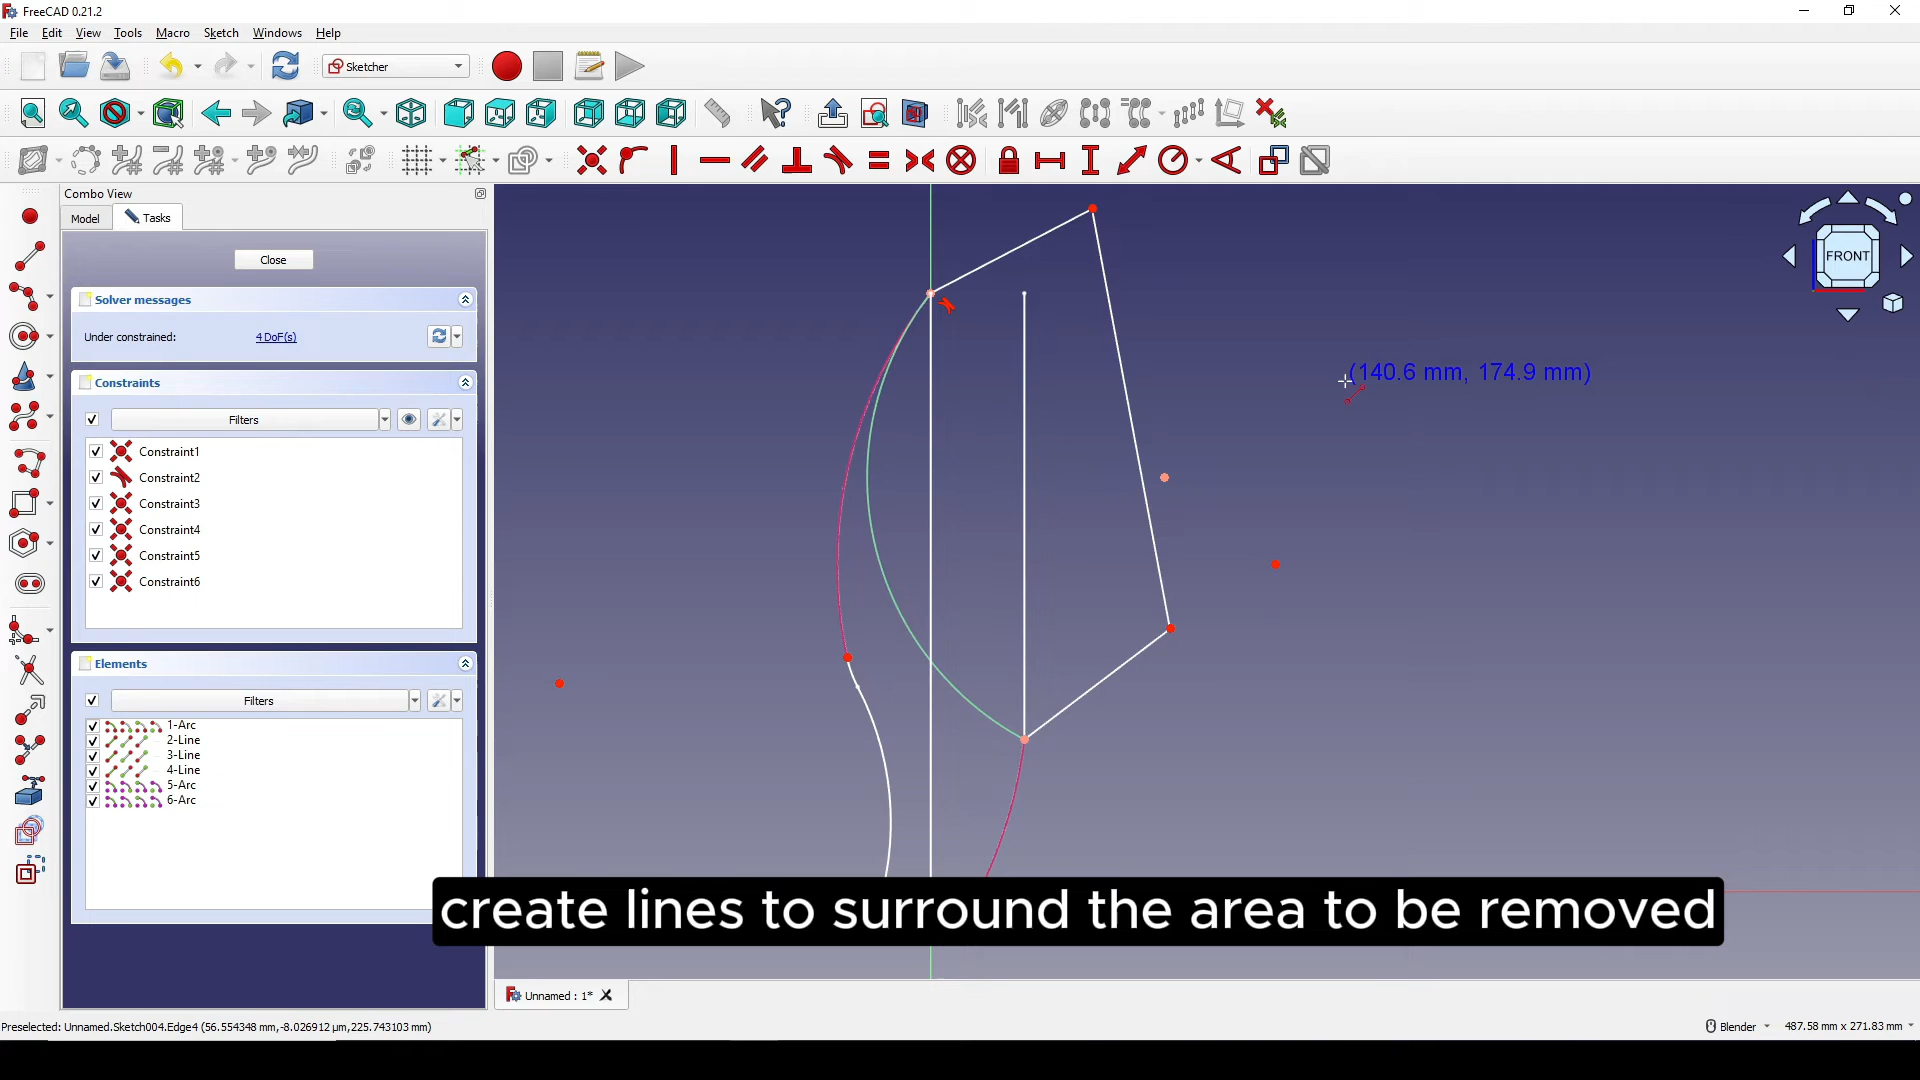 FreeCAD 0.21.2
File Edit View Tools Macro Sketch Windows Help
Sketcher
Combo View
Model Tasks
Close
Solver messages
Under constrained: 4 DoF(s)
Constraints
Filters
Constraint1
Constraint2
Constraint3
Constraint4
Constraint5
Constraint6
Elements
Filters
1-Arc
2-Line
3-Line
4-Line
5-Arc
6-Arc
FRONT
(140.6 mm, 174.9 mm)
create lines to surround the area to be removed
Unnamed : 1*
Preselected: Unnamed.Sketch004.Edge4 (56.554348 mm,-8.026912 µm,225.743103 mm)
Blender
487.58 mm x 271.83 mm